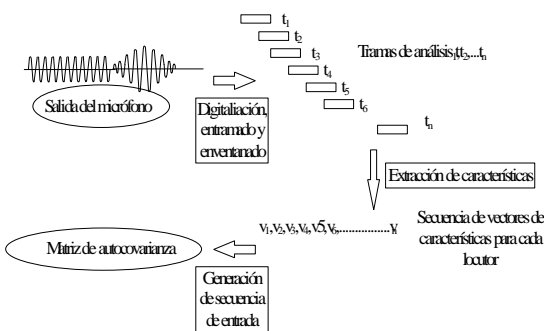 t₁
t₂
t₃
t₄
t₅
t₆
tₙ
Tramas de análisis ₁,t₂,...tₙ
Salida del micrófono
Digitaliación,
entramado y
enventanado
Extracción de características
v₁,v₂,v₃,v₄,v5,v₆,..................vₙ
Secuencia de vectores de
características para cada
locutor
Matriz de autocovarianza
Generación
de secuencia
de entrada